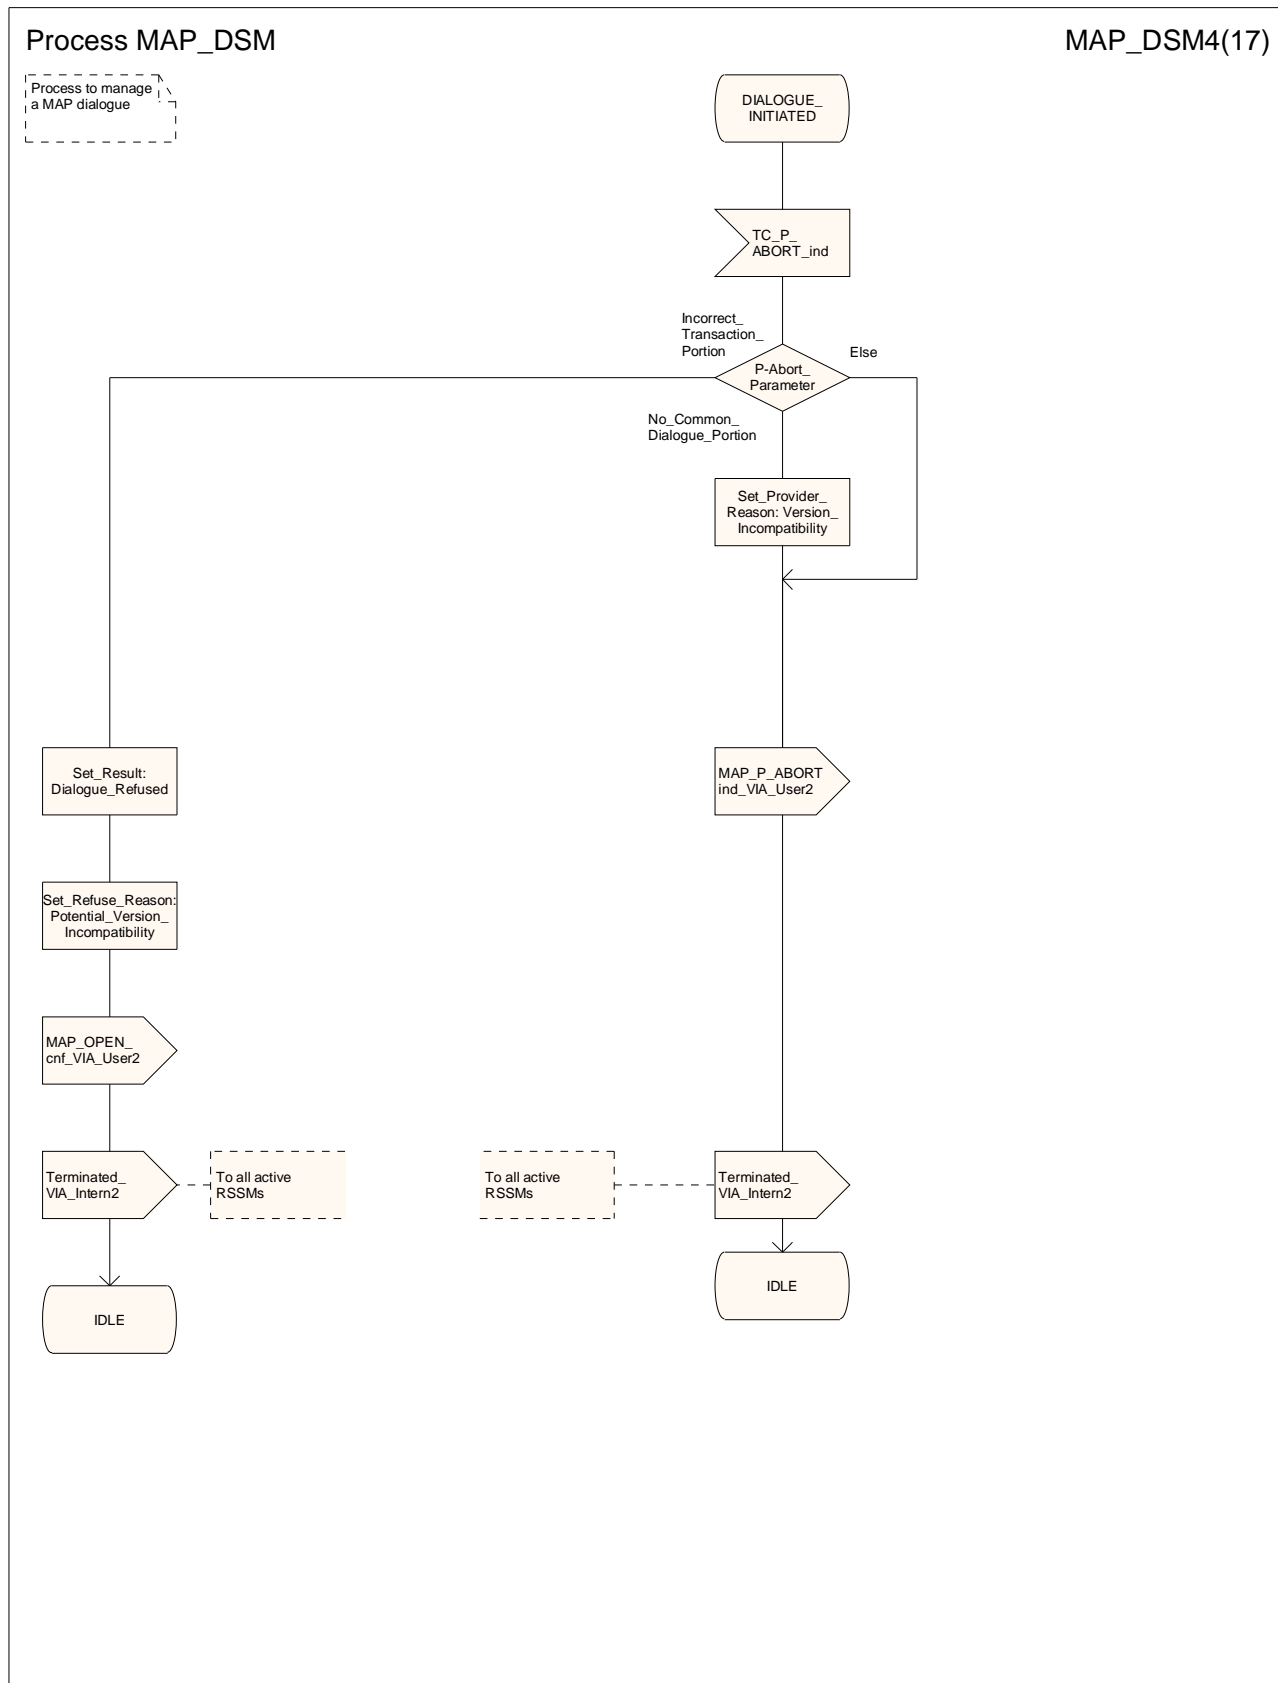 Process MAP_DSM
MAP_DSM4(17)
Process to manage
a MAP dialogue
DIALOGUE_
INITIATED
TC_P_
ABORT_ind
Incorrect_
Transaction_
Portion
Else
P-Abort_
Parameter
No_Common_
Dialogue_Portion
Set_Provider_
Reason: Version_
Incompatibility
Set_Result:
Dialogue_Refused
MAP_P_ABORT
ind_VIA_User2
Set_Refuse_Reason:
Potential_Version_
Incompatibility
MAP_OPEN_
cnf_VIA_User2
Terminated_
VIA_Intern2
To all active
RSSMs
To all active
RSSMs
Terminated_
VIA_Intern2
IDLE
IDLE